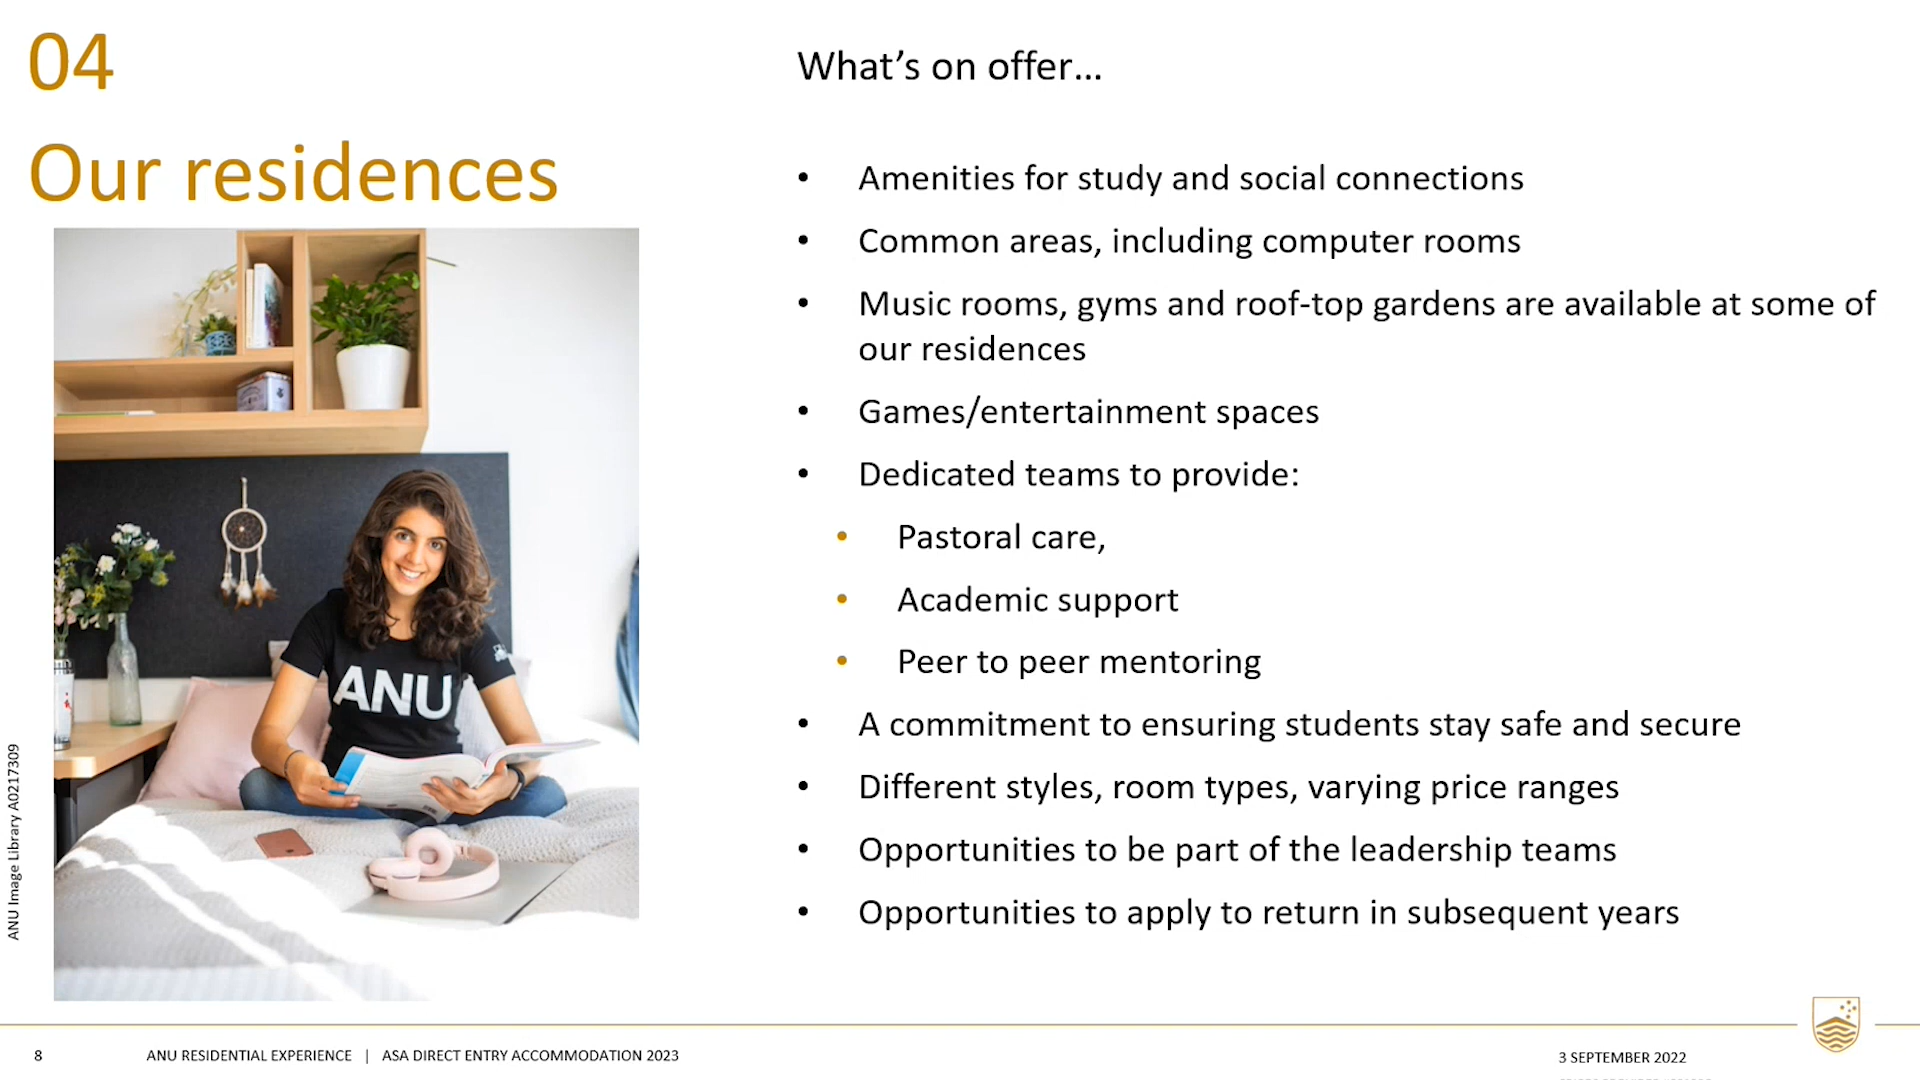 04
Our residences
ANU
ANU Image Library A0217309
What’s on offer…
• Amenities for study and social connections
• Common areas, including computer rooms
• Music rooms, gyms and roof-top gardens are available at some of
our residences
• Games/entertainment spaces
• Dedicated teams to provide:
• Pastoral care,
• Academic support
• Peer to peer mentoring
• A commitment to ensuring students stay safe and secure
• Different styles, room types, varying price ranges
• Opportunities to be part of the leadership teams
• Opportunities to apply to return in subsequent years
8
ANU RESIDENTIAL EXPERIENCE | ASA DIRECT ENTRY ACCOMMODATION 2023
3 SEPTEMBER 2022